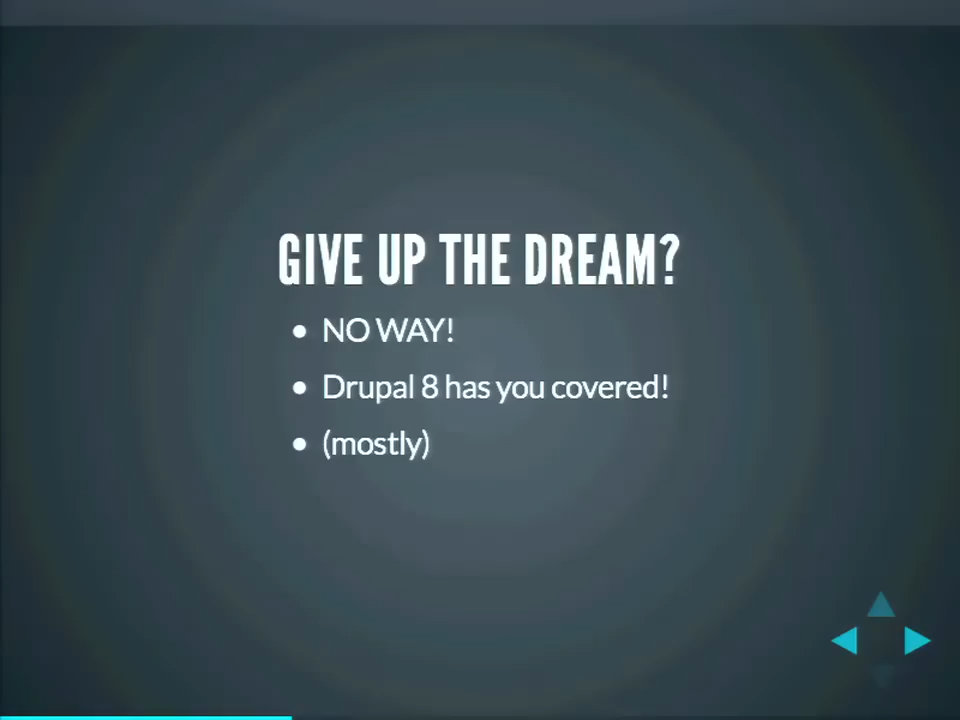 GIVE UP THE DREAM?
• NO WAY!
• Drupal 8 has you covered!
• (mostly)